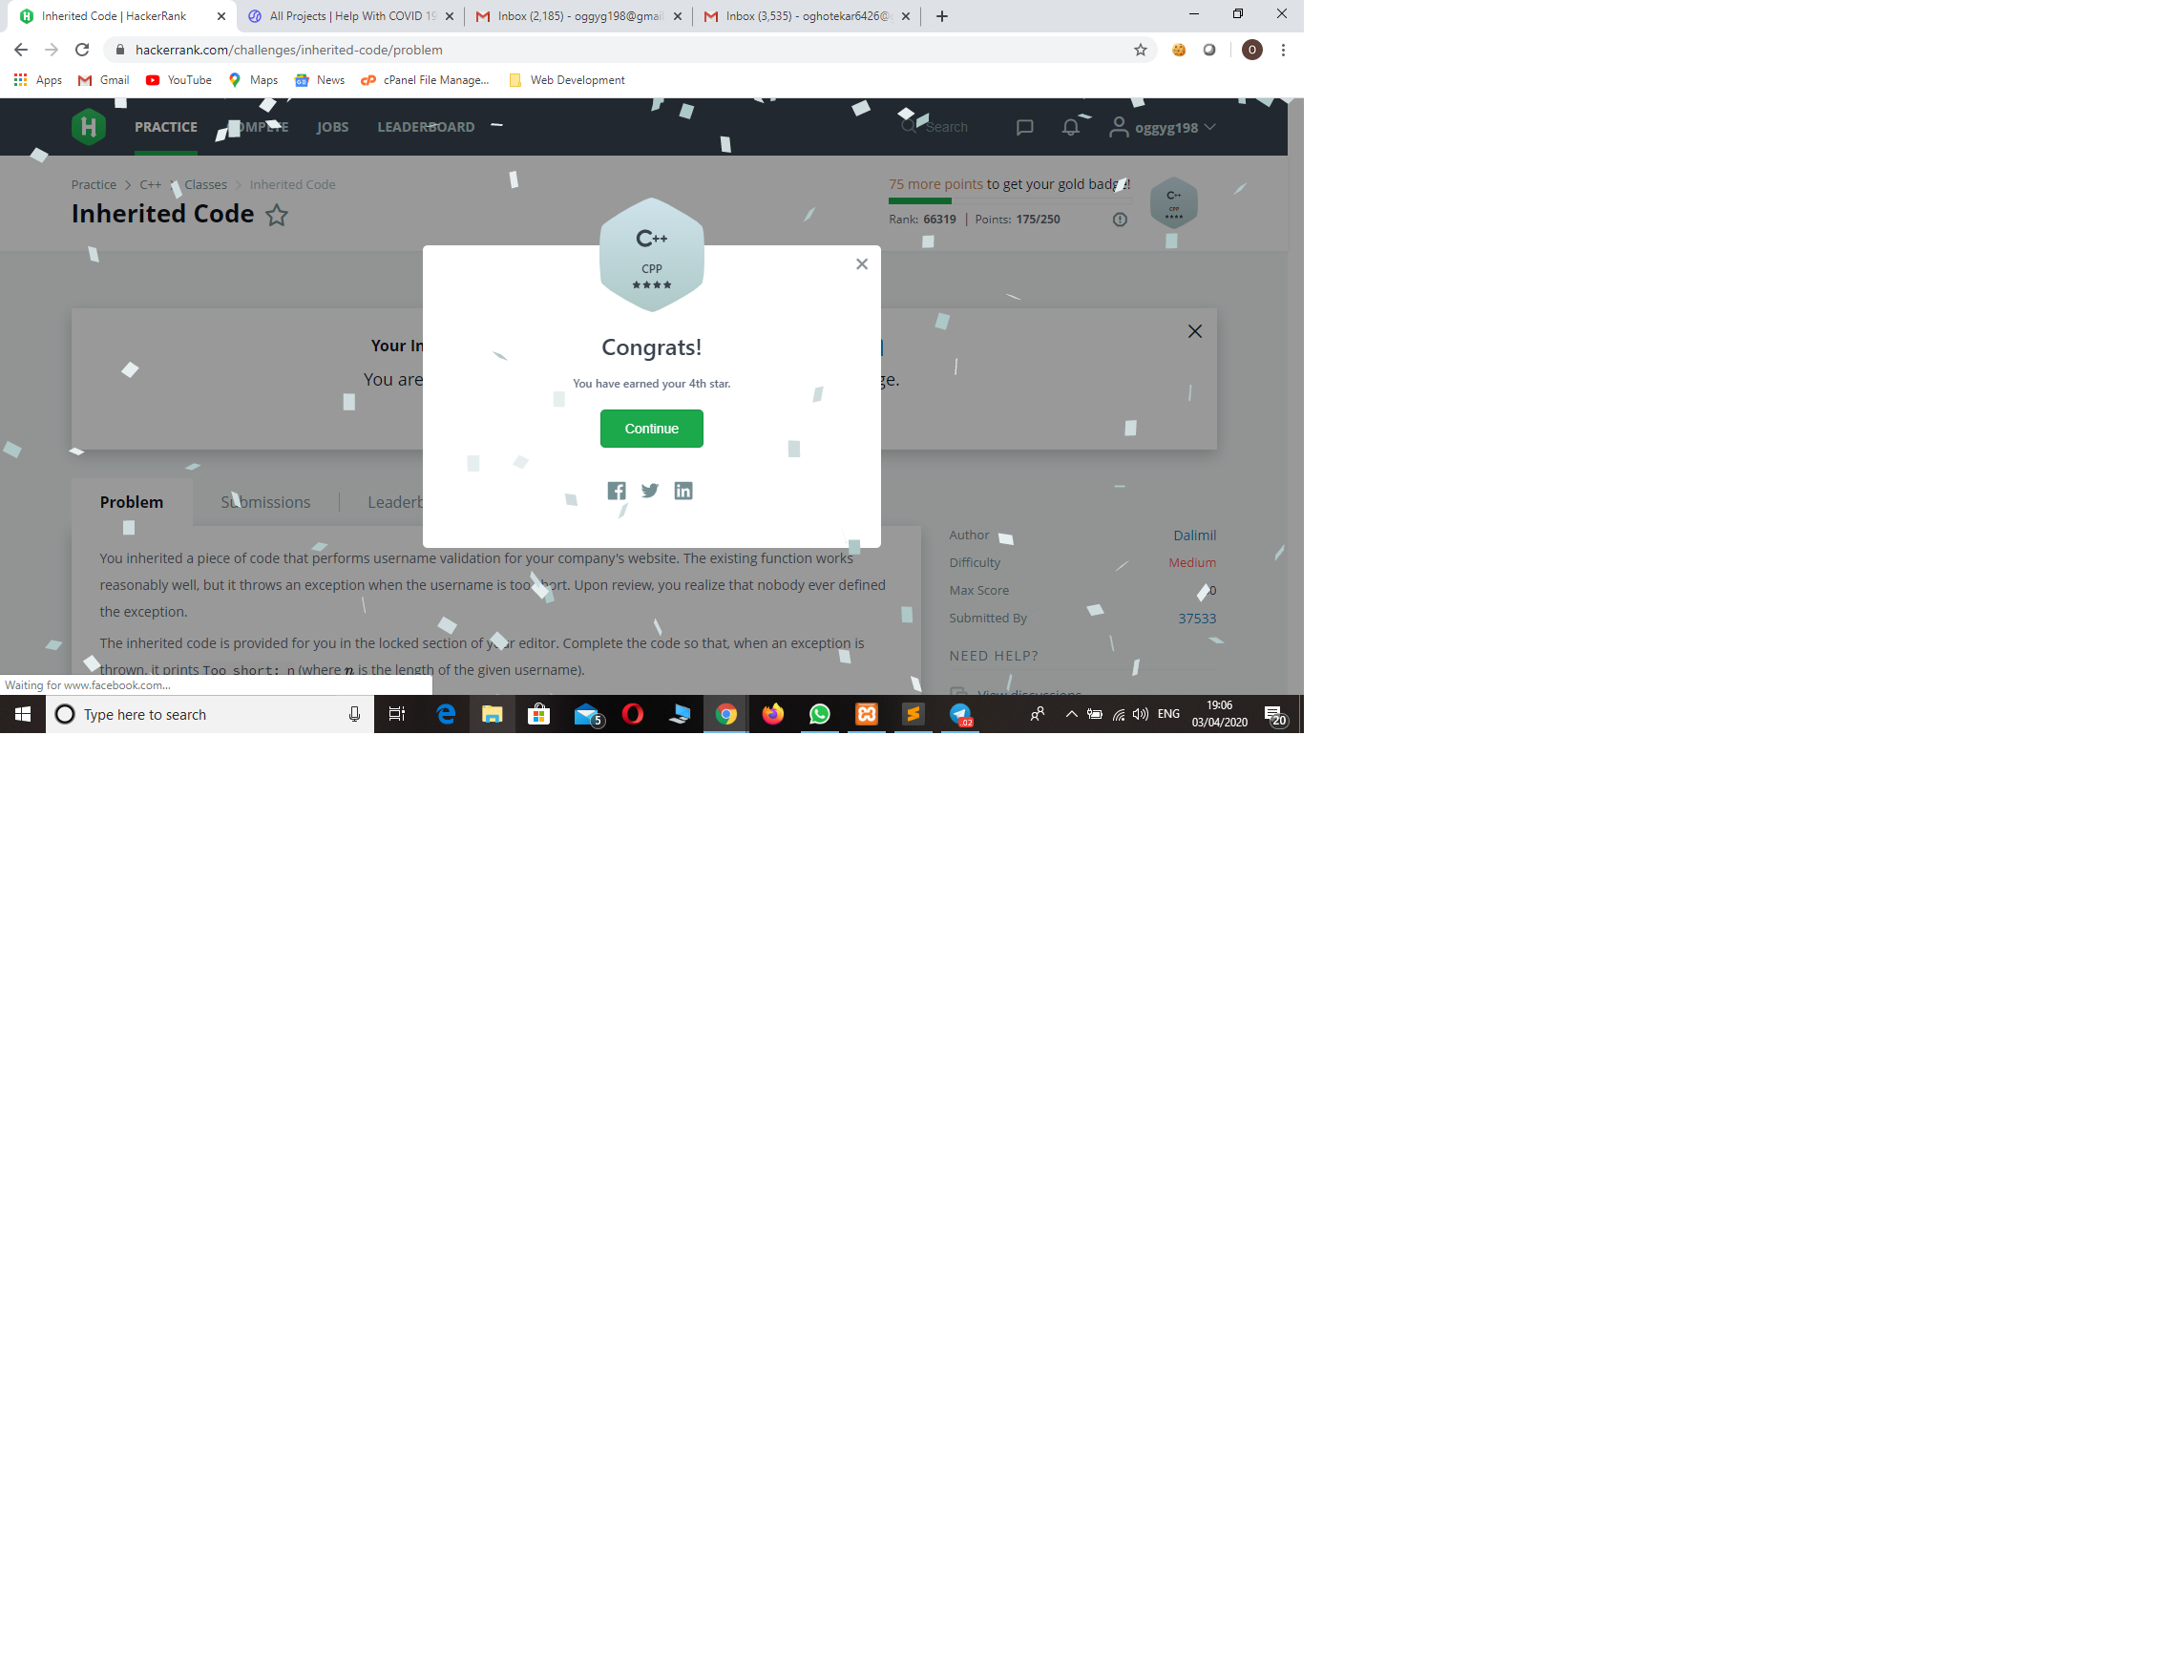 Inherited Code | HackerRank
All Projects | Help With COVID 19
Inbox (2,185) - oggyg198@gmai
Inbox (3,535) - oghotekar6426@
hackerrank.com/challenges/inherited-code/problem
O
Apps Gmail YouTube Maps News cPanel File Manage... Web Development
PRACTICE COMPETE JOBS LEADERBOARD Search oggyg198
Practice > C++ > Classes > Inherited Code
75 more points to get your gold badge!
Inherited Code
Rank: 66319 | Points: 175/250
C++
CPP
C++
CPP
Your In
Congrats!
You are
ge.
You have earned your 4th star.
Continue
Problem Submissions Leaderb
Author Dalimil
You inherited a piece of code that performs username validation for your company's website. The existing function works
Difficulty Medium
reasonably well, but it throws an exception when the username is too short. Upon review, you realize that nobody ever defined
Max Score
the exception.
Submitted By 37533
The inherited code is provided for you in the locked section of your editor. Complete the code so that, when an exception is
NEED HELP?
thrown, it prints Too short: n (where n is the length of the given username).
View discussions
Waiting for www.facebook.com...
Type here to search
5
.02
ENG
19:06
03/04/2020
20